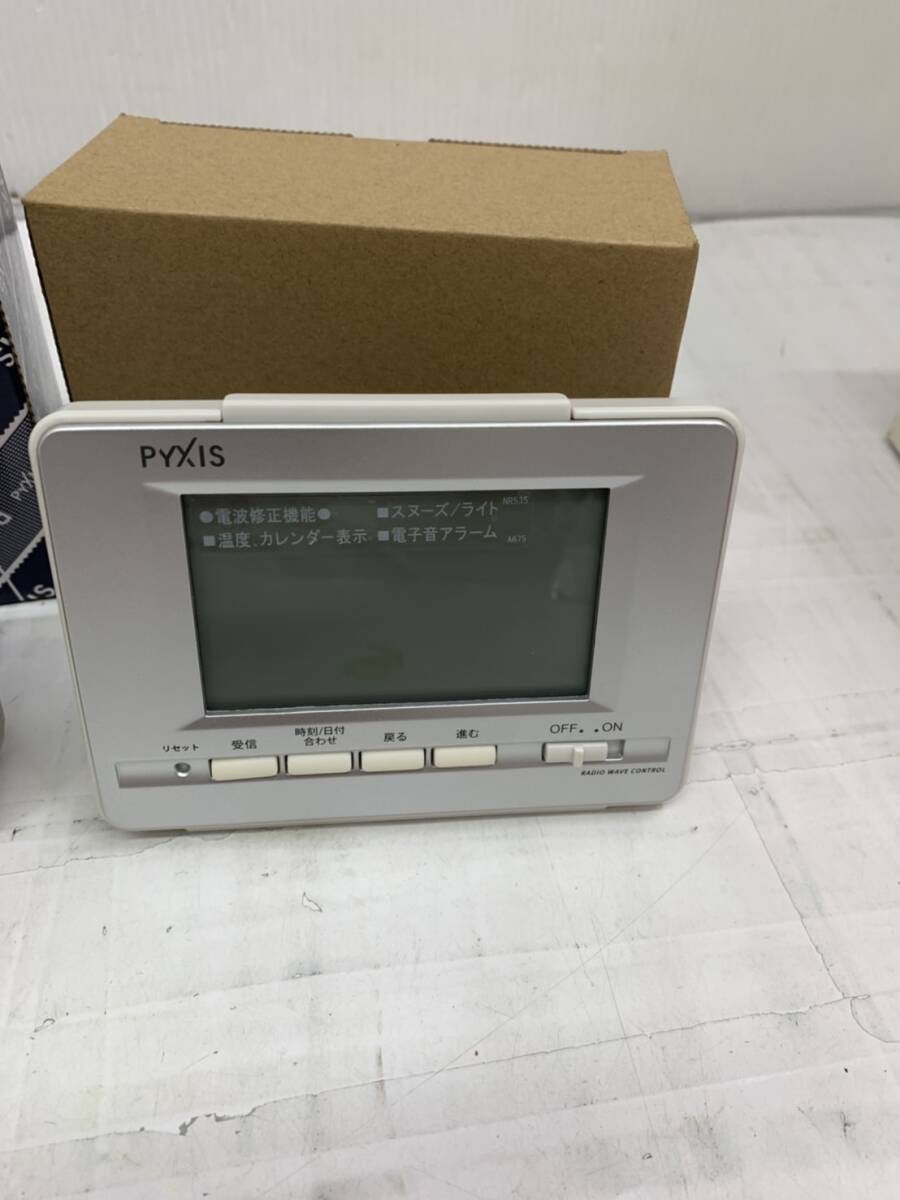 PYXIS
●電波修正機能● ■スヌーズ/ライト NR535
■温度、カレンダー表示 ■電子音アラーム A675
リセット 受信 時刻/日付 戻る 進む OFF ON
合わせ
RADIO WAVE CONTROL